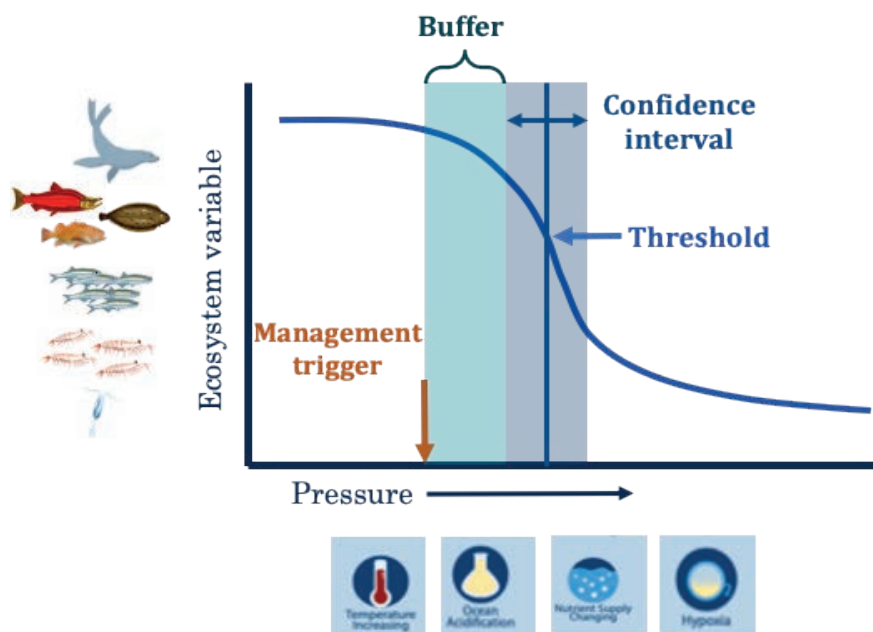 Buffer
Confidence
interval
Threshold
Management
trigger
Ecosystem variable
Pressure
Temperature
Increasing
Ocean
Acidification
Nutrient Supply
Changing
Hypoxia